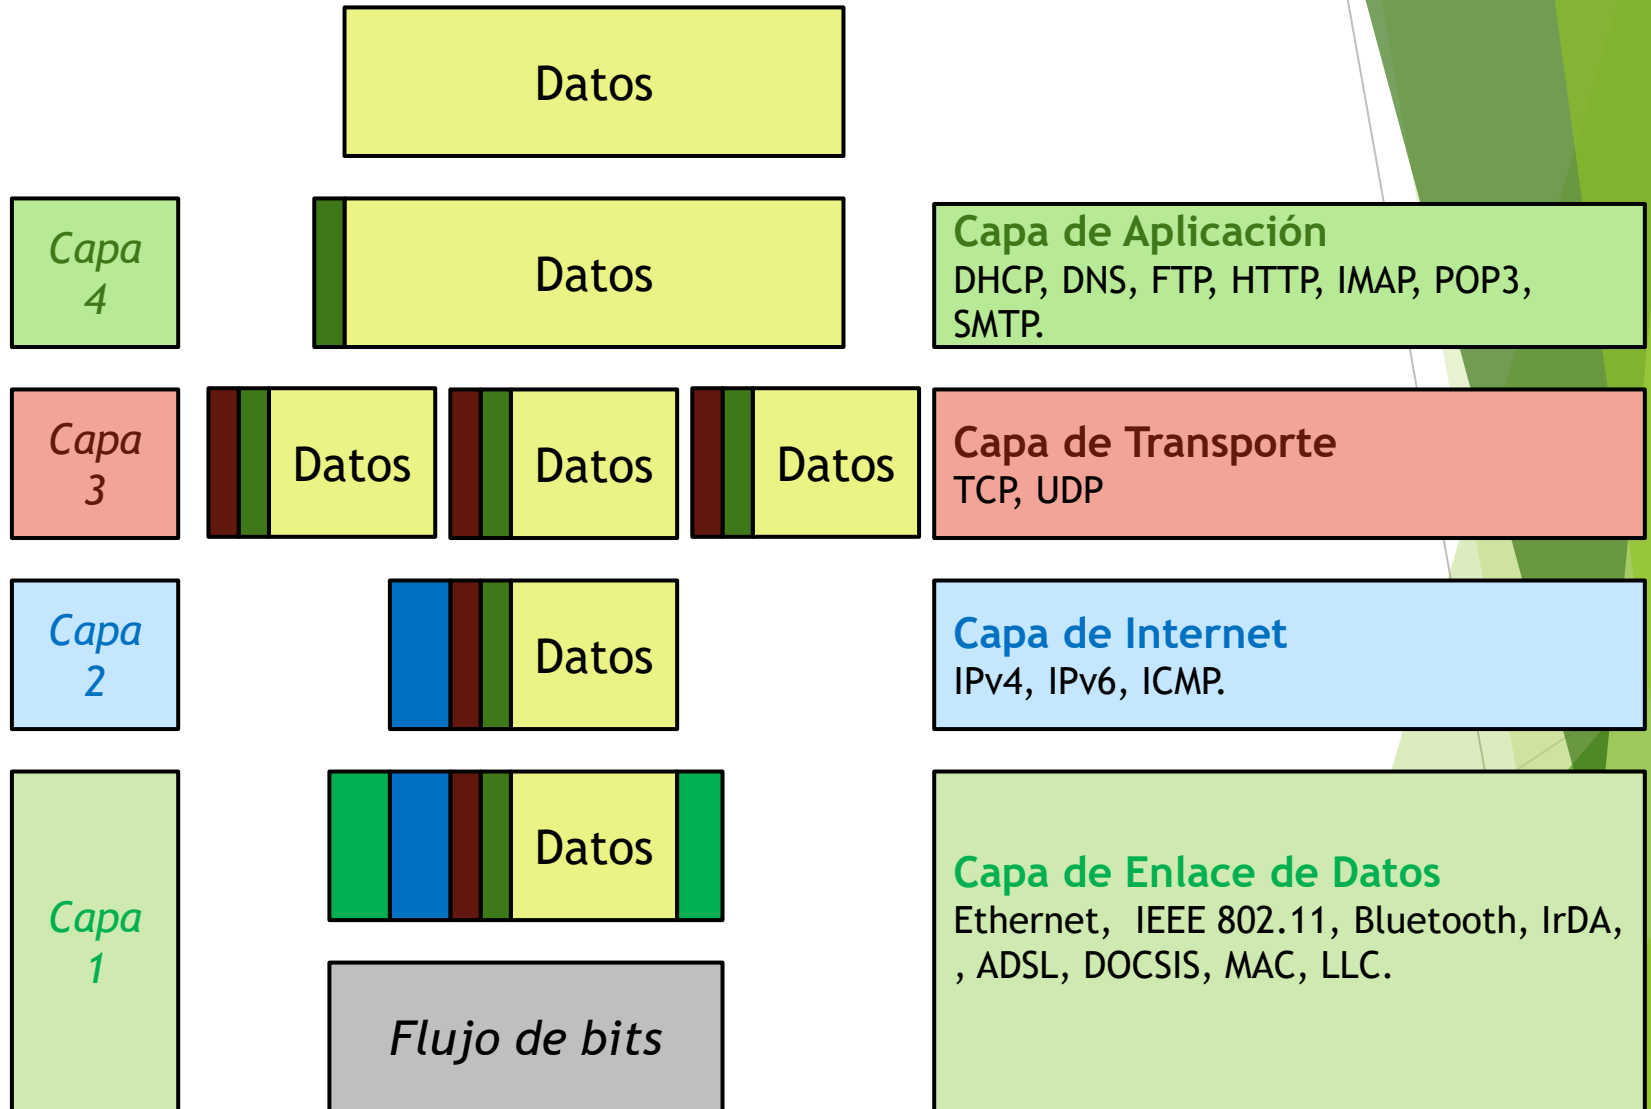 Datos
Capa
4
Datos
Capa de Aplicación
DHCP, DNS, FTP, HTTP, IMAP, POP3,
SMTP.
Capa
3
Datos
Datos
Datos
Capa de Transporte
TCP, UDP
Capa
2
Datos
Capa de Internet
IPv4, IPv6, ICMP.
Capa
1
Datos
Flujo de bits
Capa de Enlace de Datos
Ethernet, IEEE 802.11, Bluetooth, IrDA,
, ADSL, DOCSIS, MAC, LLC.